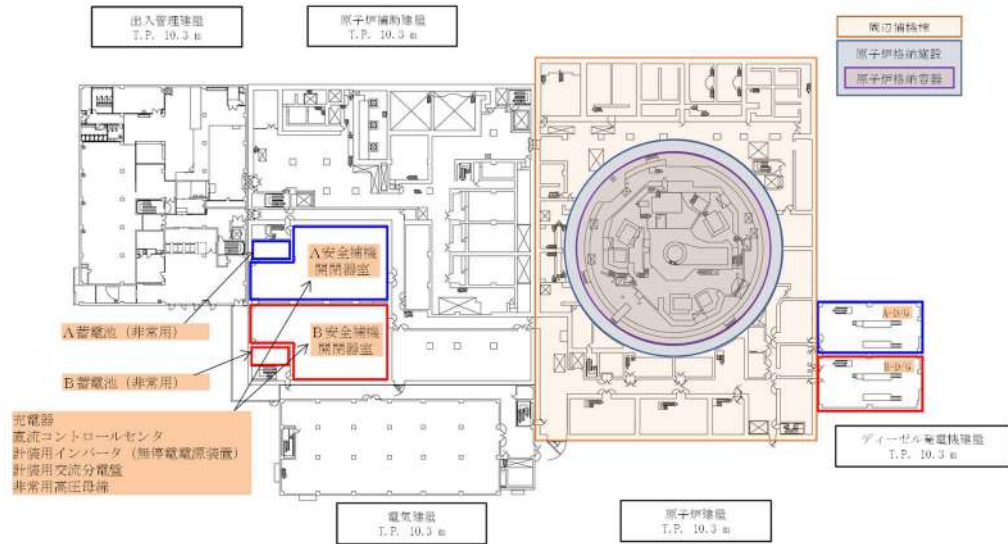 出入管理建屋
T.P. 10.3 m
原子炉補助建屋
T.P. 10.3 m
周辺補機棟
原子炉格納施設
原子炉格納容器
A安全補機
開閉器室
A蓄電池（非常用）
B安全補機
開閉器室
B蓄電池（非常用）
A-D/G
B-D/G
充電器
直流コントロールセンタ
計装用インバータ（無停電電源装置）
計装用交流分電盤
非常用高圧母線
ディーゼル発電機建屋
T.P. 10.3 m
電気建屋
T.P. 10.3 m
原子炉建屋
T.P. 10.3 m